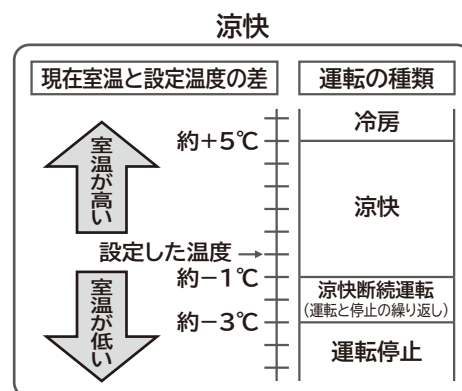 涼快
現在室温と設定温度の差
運転の種類
室温が高い
約+5℃
冷房
涼快
設定した温度→
約−1℃
室温が低い
涼快断続運転
(運転と停止の繰り返し)
約−3℃
運転停止